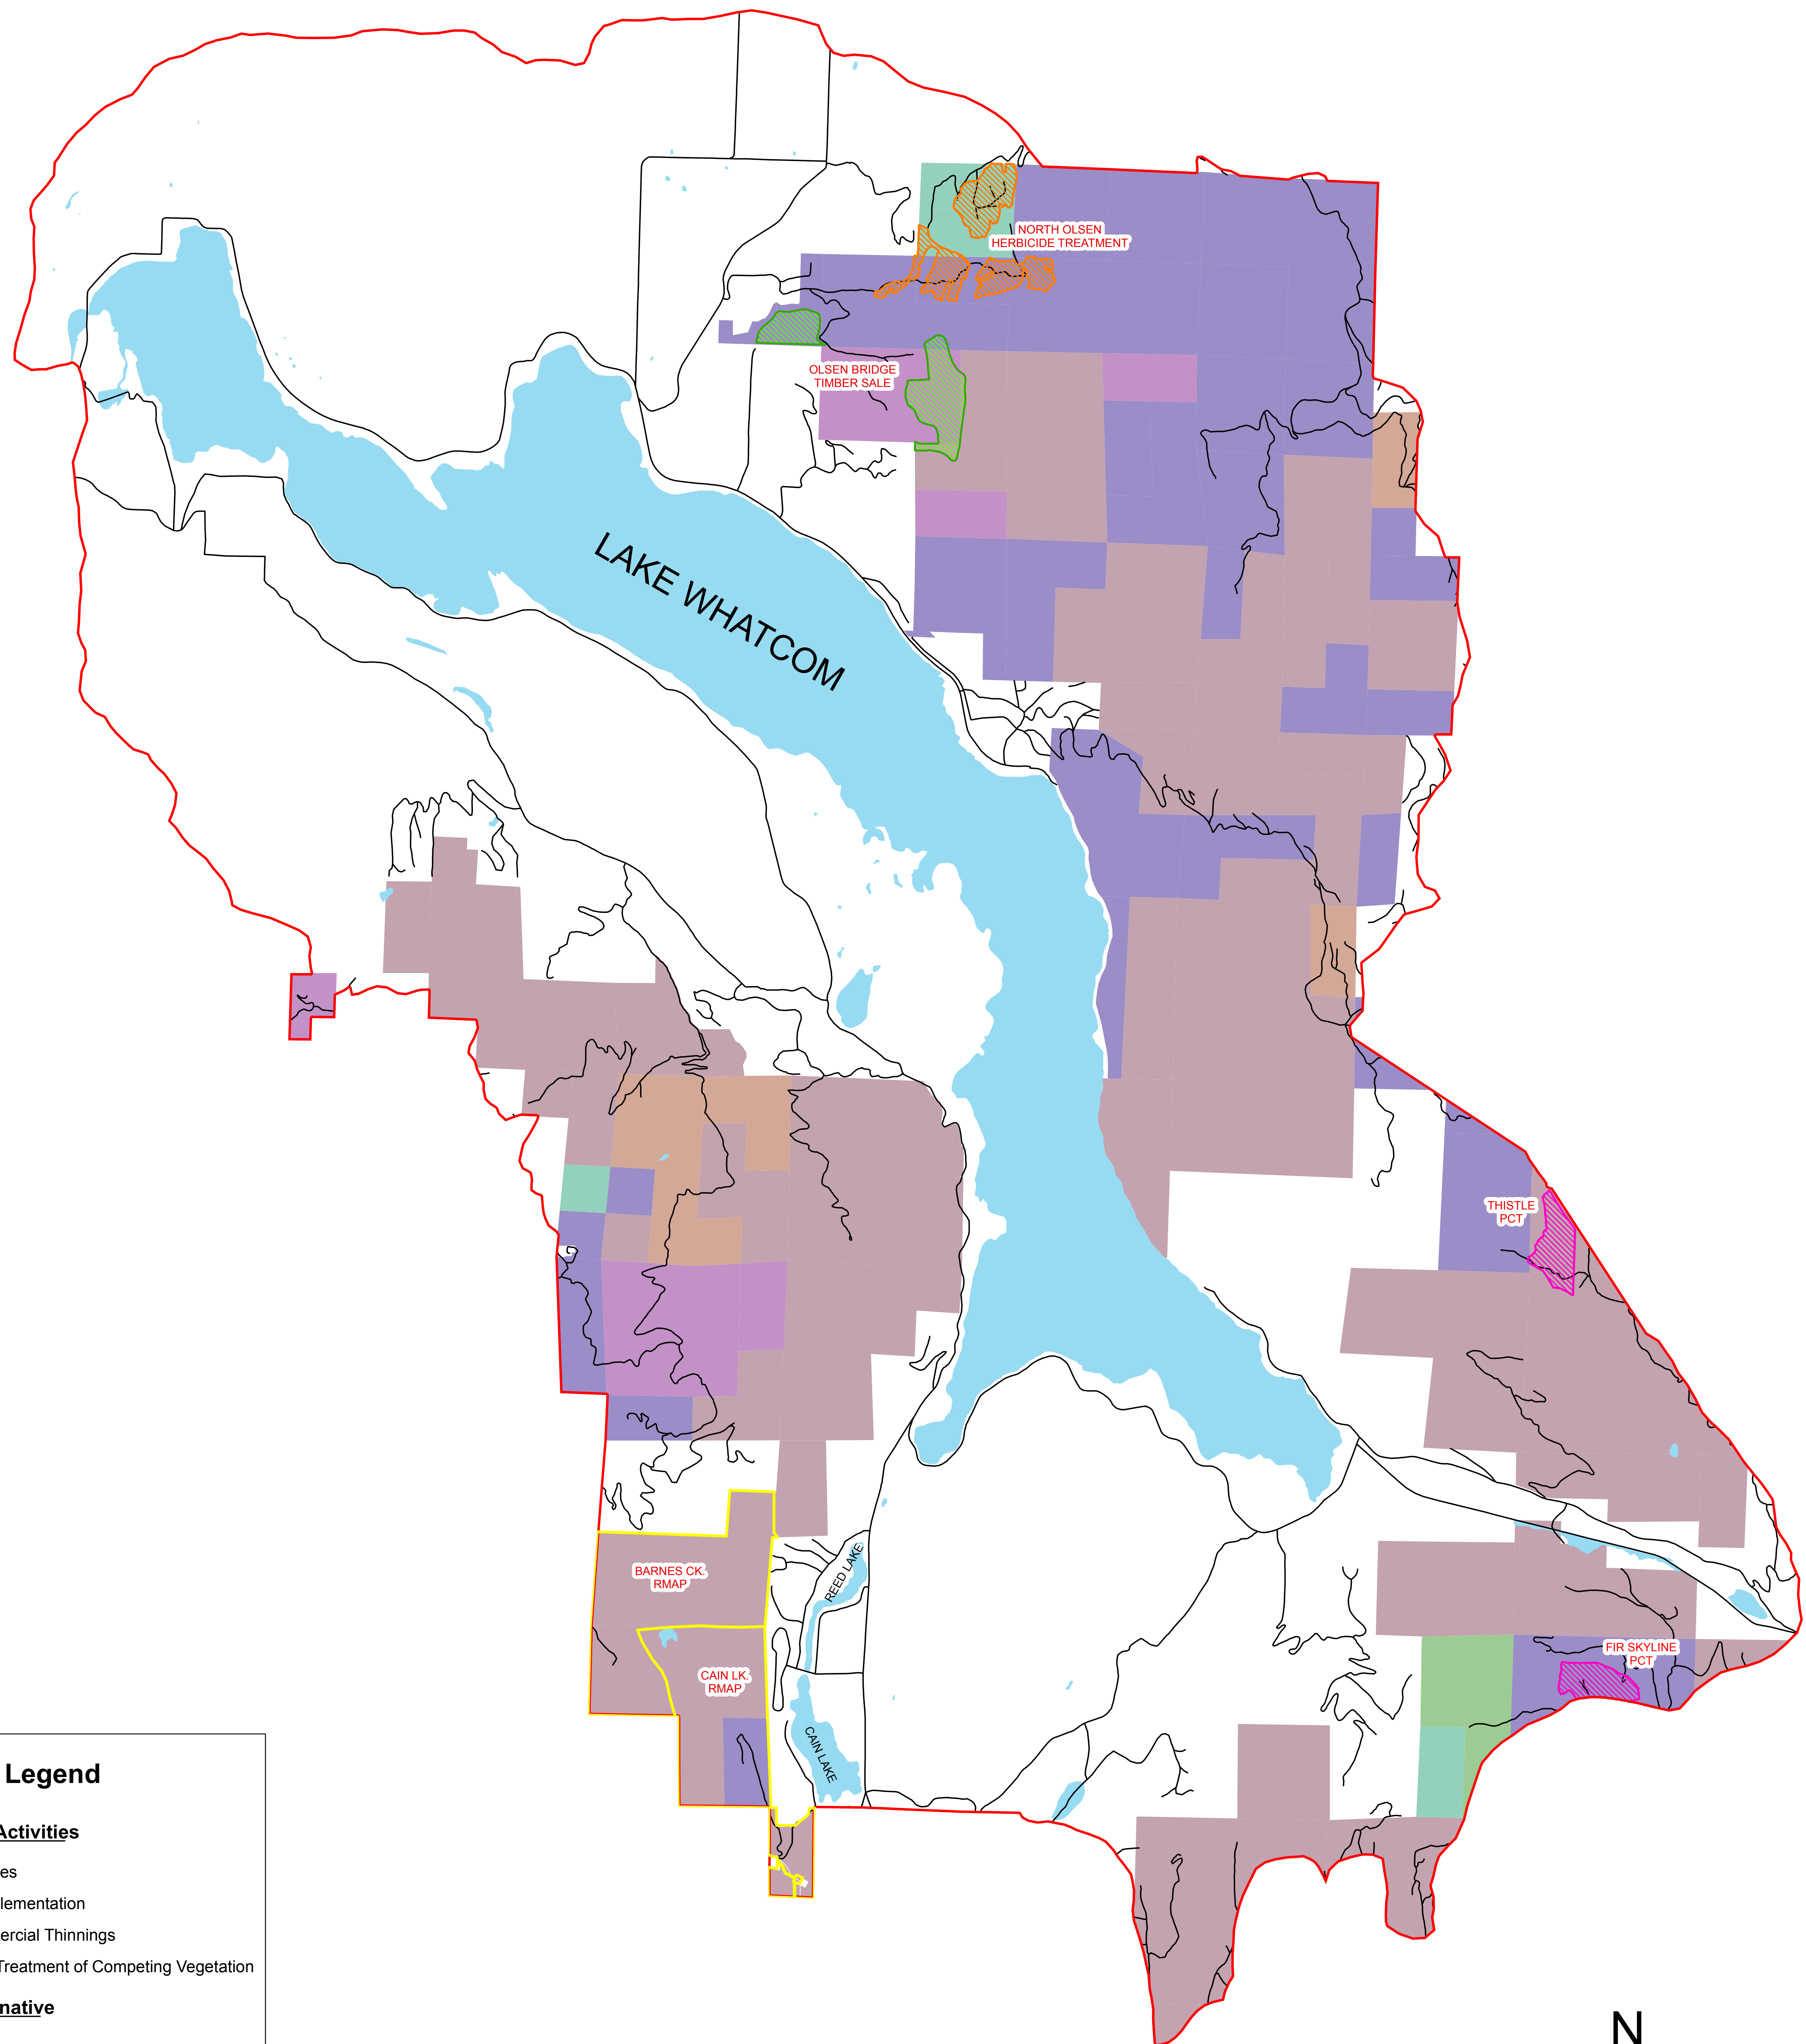 NORTH OLSEN
HERBICIDE TREATMENT
OLSEN BRIDGE
TIMBER SALE
LAKE WHATCOM
THISTLE
PCT
BARNES CK.
RMAP
REED LAKE
CAIN LK.
RMAP
CAIN LAKE
FIR SKYLINE
PCT
Legend
Activities
es
lementation
ercial Thinnings
Treatment of Competing Vegetation
native
N